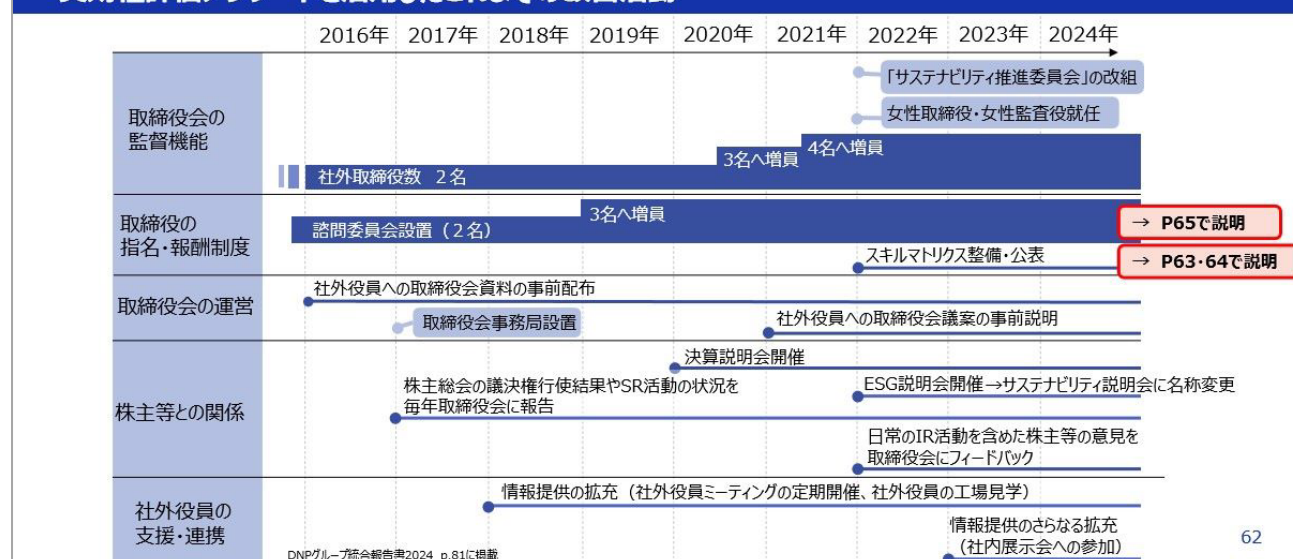 2016年 2017年 2018年 2019年 2020年 2021年 2022年 2023年 2024年
取締役会の
監督機能
「サステナビリティ推進委員会」の改組
女性取締役・女性監査役就任
社外取締役数 2名
3名へ増員
4名へ増員
取締役の
指名・報酬制度
諮問委員会設置(2名)
3名へ増員
→ P65で説明
スキルマトリクス整備・公表
→ P63・64で説明
取締役会の運営
社外役員への取締役会資料の事前配布
取締役会事務局設置
社外役員への取締役会議案の事前説明
株主等との関係
決算説明会開催
株主総会の議決権行使結果やSR活動の状況を
毎年取締役会に報告
ESG説明会開催→サステナビリティ説明会に名称変更
日常のIR活動を含めた株主等の意見を
取締役会にフィードバック
社外役員の
支援・連携
情報提供の拡充(社外役員ミーティングの定期開催、社外役員の工場見学)
情報提供のさらなる拡充
(社内展示会への参加)
DNPグループ統合報告書2024 p.81に掲載
62